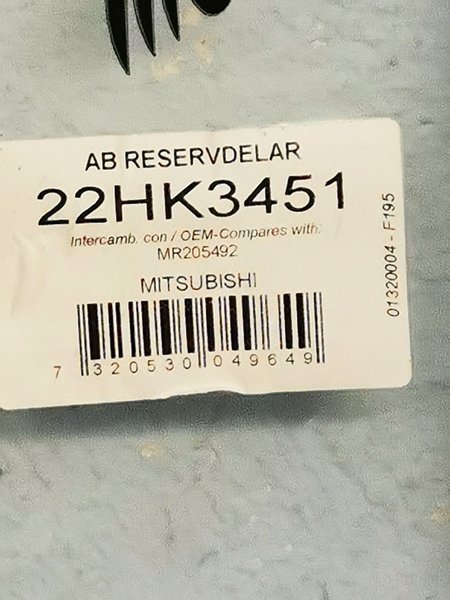 AB RESERVDELAR
22HK3451
Intercamb. con / OEM-Compares with:
MR205492
MITSUBISHI
7 320530 049649
01320004 - F195